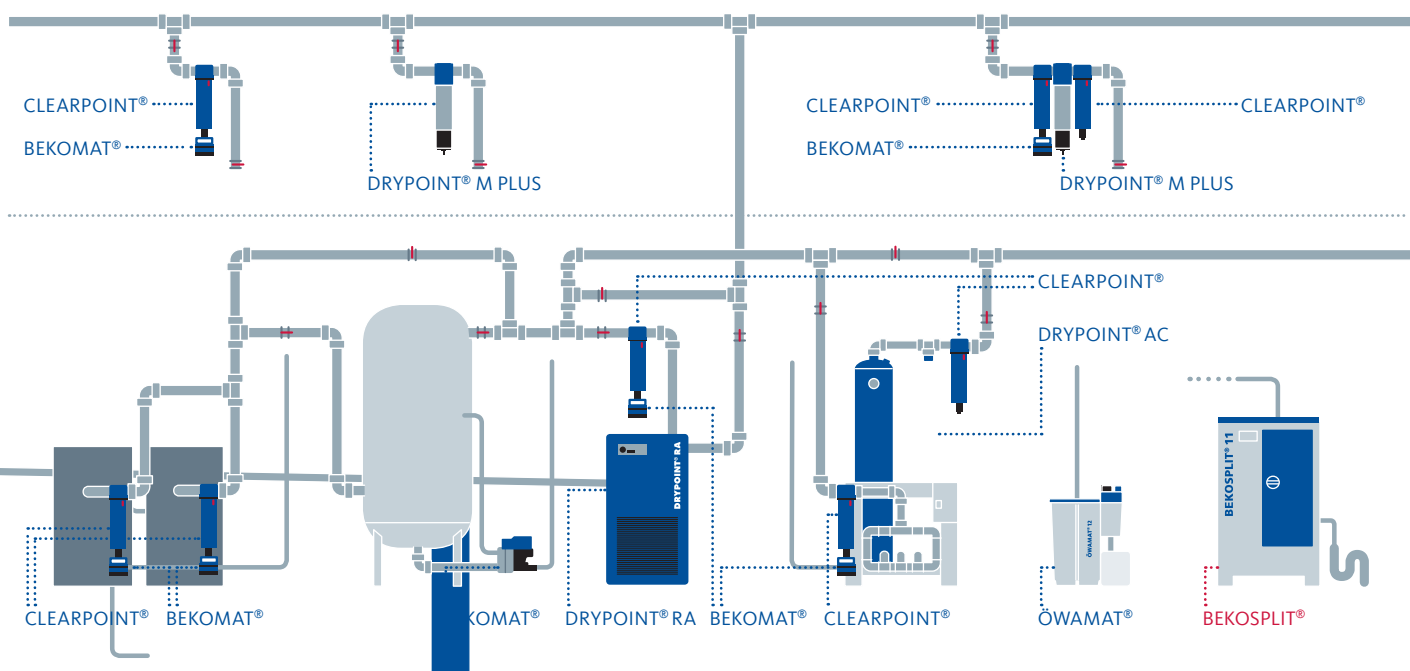 CLEARPOINT®
BEKOMAT®
DRYPOINT® M PLUS
CLEARPOINT®
CLEARPOINT®
BEKOMAT®
DRYPOINT® M PLUS
CLEARPOINT®
DRYPOINT® AC
DRYPOINT® RA
BEKOSPLIT® 11
ÖWAMAT® 12
CLEARPOINT®
BEKOMAT®
KOMAT®
DRYPOINT® RA
BEKOMAT®
CLEARPOINT®
ÖWAMAT®
BEKOSPLIT®